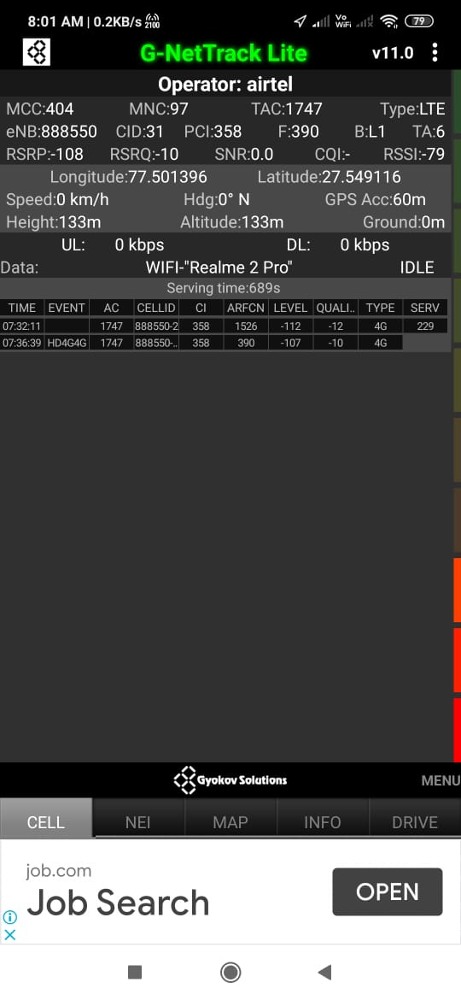 8:01 AM | 0.2KB/s 2100 Vo WiFi 79
G-NetTrack Lite v11.0
Operator: airtel
MCC:404 MNC:97 TAC:1747 Type:LTE
eNB:888550 CID:31 PCI:358 F:390 B:L1 TA:6
RSRP:-108 RSRQ:-10 SNR:0.0 CQI:- RSSI:-79
Longitude:77.501396 Latitude:27.549116
Speed:0 km/h Hdg:0° N GPS Acc:60m
Height:133m Altitude:133m Ground:0m
UL: 0 kbps DL: 0 kbps
Data: WIFI-"Realme 2 Pro" IDLE
Serving time:689s
TIME EVENT AC CELLID CI ARFCN LEVEL QUALI.. TYPE SERV
07:32:11 1747 888550-2 358 1526 -112 -12 4G 229
07:36:39 HD4G4G 1747 888550-.. 358 390 -107 -10 4G
Gyokov Solutions MENU
CELL NEI MAP INFO DRIVE
job.com
Job Search
OPEN